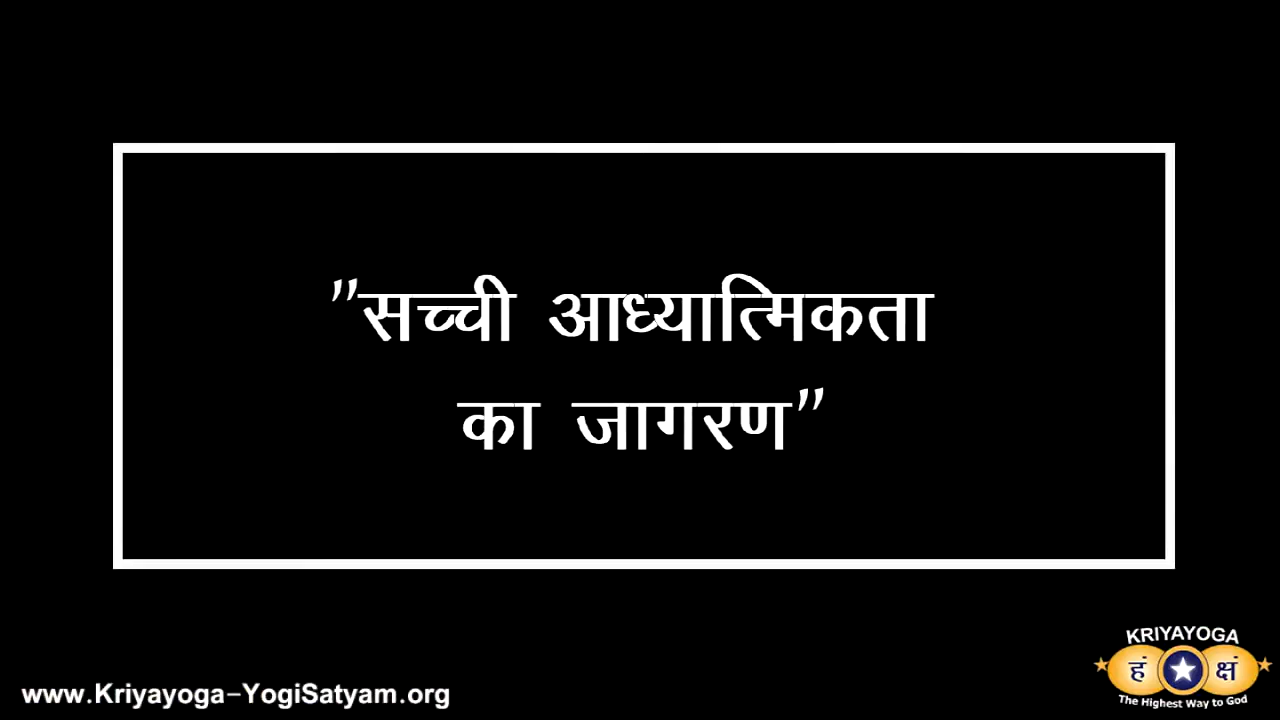 "सच्ची आध्यात्मिकता
का जागरण"
KRIYAYOGA
हं क्षं
The Highest Way to God
www.Kriyayoga-YogiSatyam.org